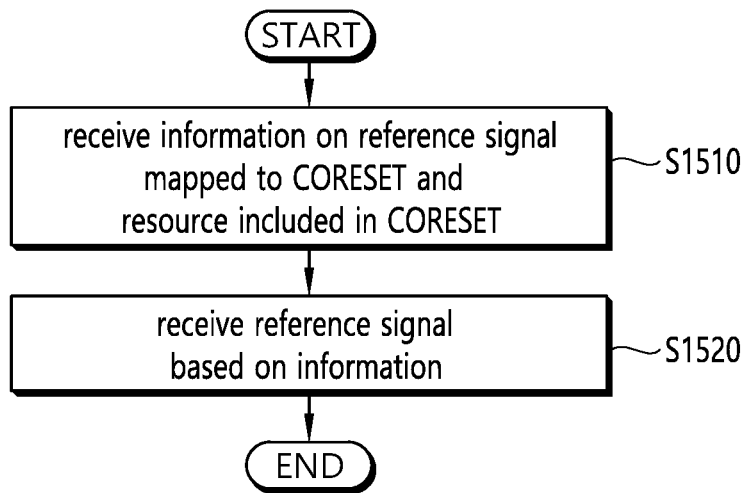 START
receive information on reference signal
mapped to CORESET and
resource included in CORESET
S1510
receive reference signal
based on information
S1520
END